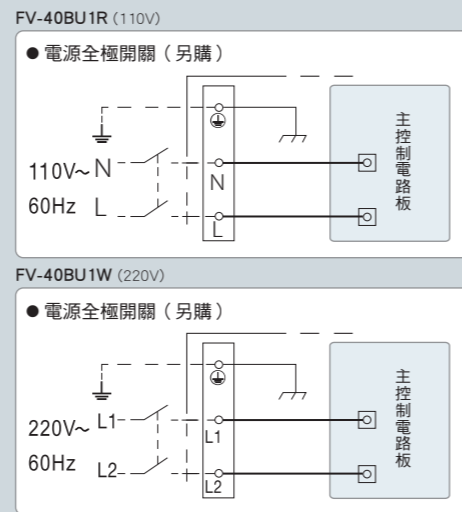 FV-40BU1R (110V)
● 電源全極開關（另購）
110V~ N
60Hz L
N
L
主控制電路板
FV-40BU1W (220V)
● 電源全極開關（另購）
220V~ L1
60Hz L2
L1
L2
主控制電路板